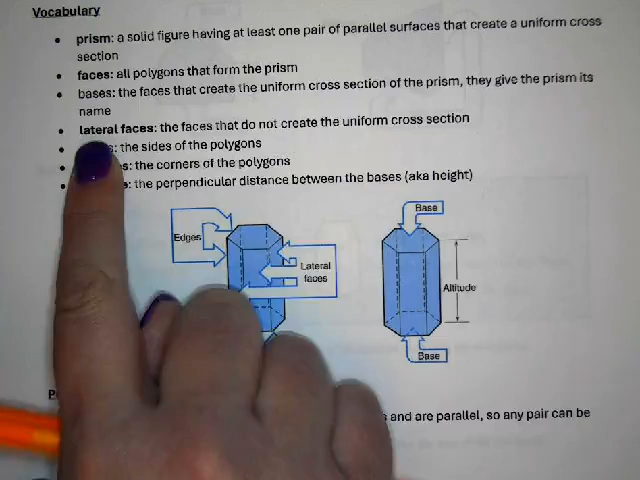 Vocabulary
• prism: a solid figure having at least one pair of parallel surfaces that create a uniform cross
section
• faces: all polygons that form the prism
• bases: the faces that create the uniform cross section of the prism, they give the prism its
name
• lateral faces: the faces that do not create the uniform cross section
• : the sides of the polygons
• : the corners of the polygons
• : the perpendicular distance between the bases (aka height)
Base
Edges
Lateral
faces
Altitude
Base
and are parallel, so any pair can be